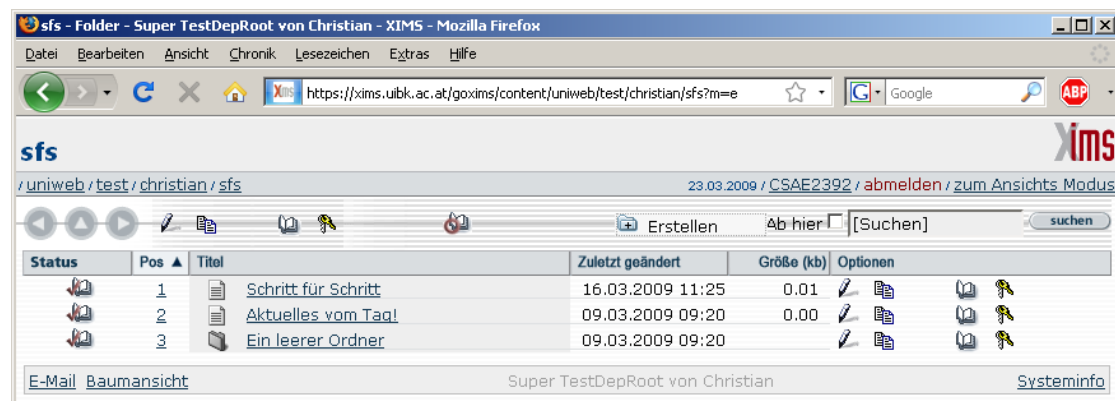 sfs - Folder - Super TestDepRoot von Christian - XIMS - Mozilla Firefox
Datei Bearbeiten Ansicht Chronik Lesezeichen Extras Hilfe
Xims https://xims.uibk.ac.at/goxims/content/uniweb/test/christian/sfs?m=e G Google ABP
Xims
sfs
/ uniweb / test / christian / sfs 23.03.2009 / CSAE2392 / abmelden / zum Ansichts Modus
Erstellen Ab hier [Suchen] suchen
Status Pos ▲ Titel Zuletzt geändert Größe (kb) Optionen
1 Schritt für Schritt 16.03.2009 11:25 0.01
2 Aktuelles vom Tag! 09.03.2009 09:20 0.00
3 Ein leerer Ordner 09.03.2009 09:20
E-Mail Baumansicht Super TestDepRoot von Christian Systeminfo